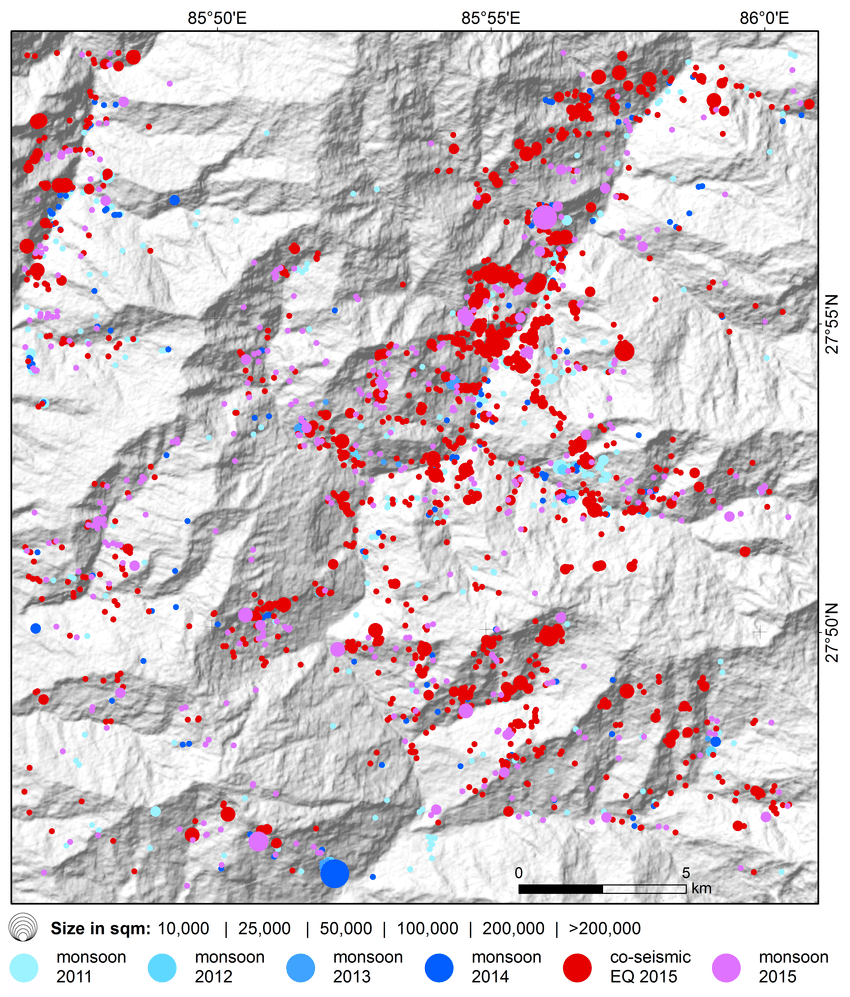 85°50'E 85°55'E 86°0'E
27°55'N
27°50'N
0 5
km
Size in sqm: 10,000 | 25,000 | 50,000 | 100,000 | 200,000 | >200,000
monsoon monsoon monsoon monsoon co-seismic monsoon
2011 2012 2013 2014 EQ 2015 2015